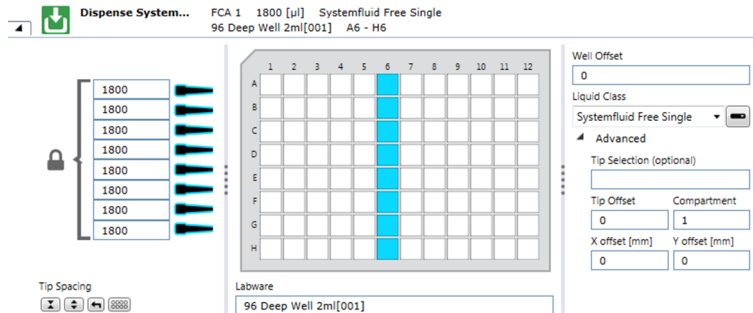 Dispense System... FCA 1 1800 [µl] Systemfluid Free Single
96 Deep Well 2ml[001] A6 - H6
1800
1800
1800
1800
1800
1800
1800
1800
Tip Spacing
1 2 3 4 5 6 7 8 9 10 11 12
A
B
C
D
E
F
G
H
Labware
96 Deep Well 2ml[001]
Well Offset
0
Liquid Class
Systemfluid Free Single
Advanced
Tip Selection (optional)
Tip Offset Compartment
0 1
X offset [mm] Y offset [mm]
0 0